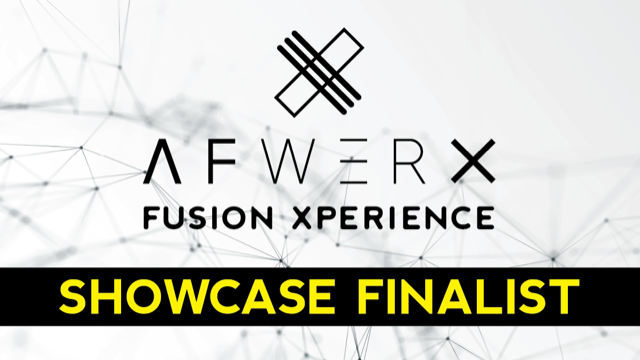 AFWERX
FUSION XPERIENCE
SHOWCASE FINALIST